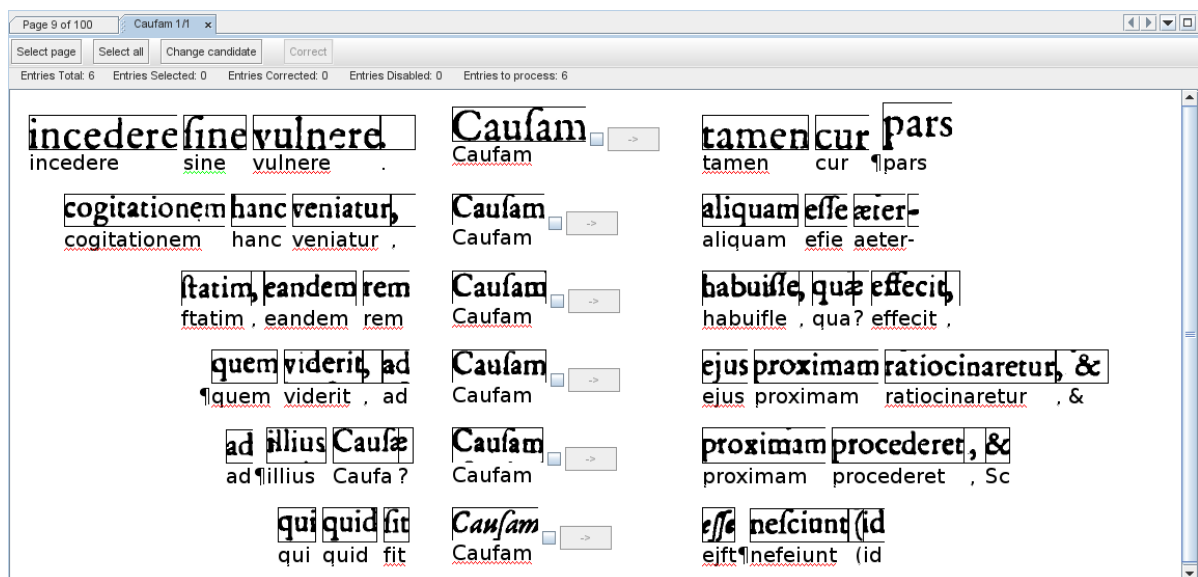 Page 9 of 100 Caufam 1/1 x
Select page Select all Change candidate Correct
Entries Total: 6 Entries Selected: 0 Entries Corrected: 0 Entries Disabled: 0 Entries to process: 6
incedere ſine vulnere. Cauſam -> tamen cur pars
incedere sine vulnere . Caufam tamen cur ¶pars
cogitationem hanc veniatur, Cauſam -> aliquam eſſe æter-
cogitationem hanc veniatur , Caufam aliquam efie aeter-
ſtatim, eandem rem Cauſam -> habuiſſe, quæ effecit,
ftatim , eandem rem Caufam habuifle , qua? effecit ,
quem viderit, ad Cauſam -> ejus proximam ratiocinaretur, &
¶quem viderit , ad Caufam ejus proximam ratiocinaretur , &
ad illius Cauſæ Cauſam -> proximam procederet, &
ad ¶illius Caufa ? Caufam proximam procederet , Sc
qui quid ſit Cauſam -> eſſe neſciunt (id
qui quid fit Caufam ejft¶nefeiunt (id